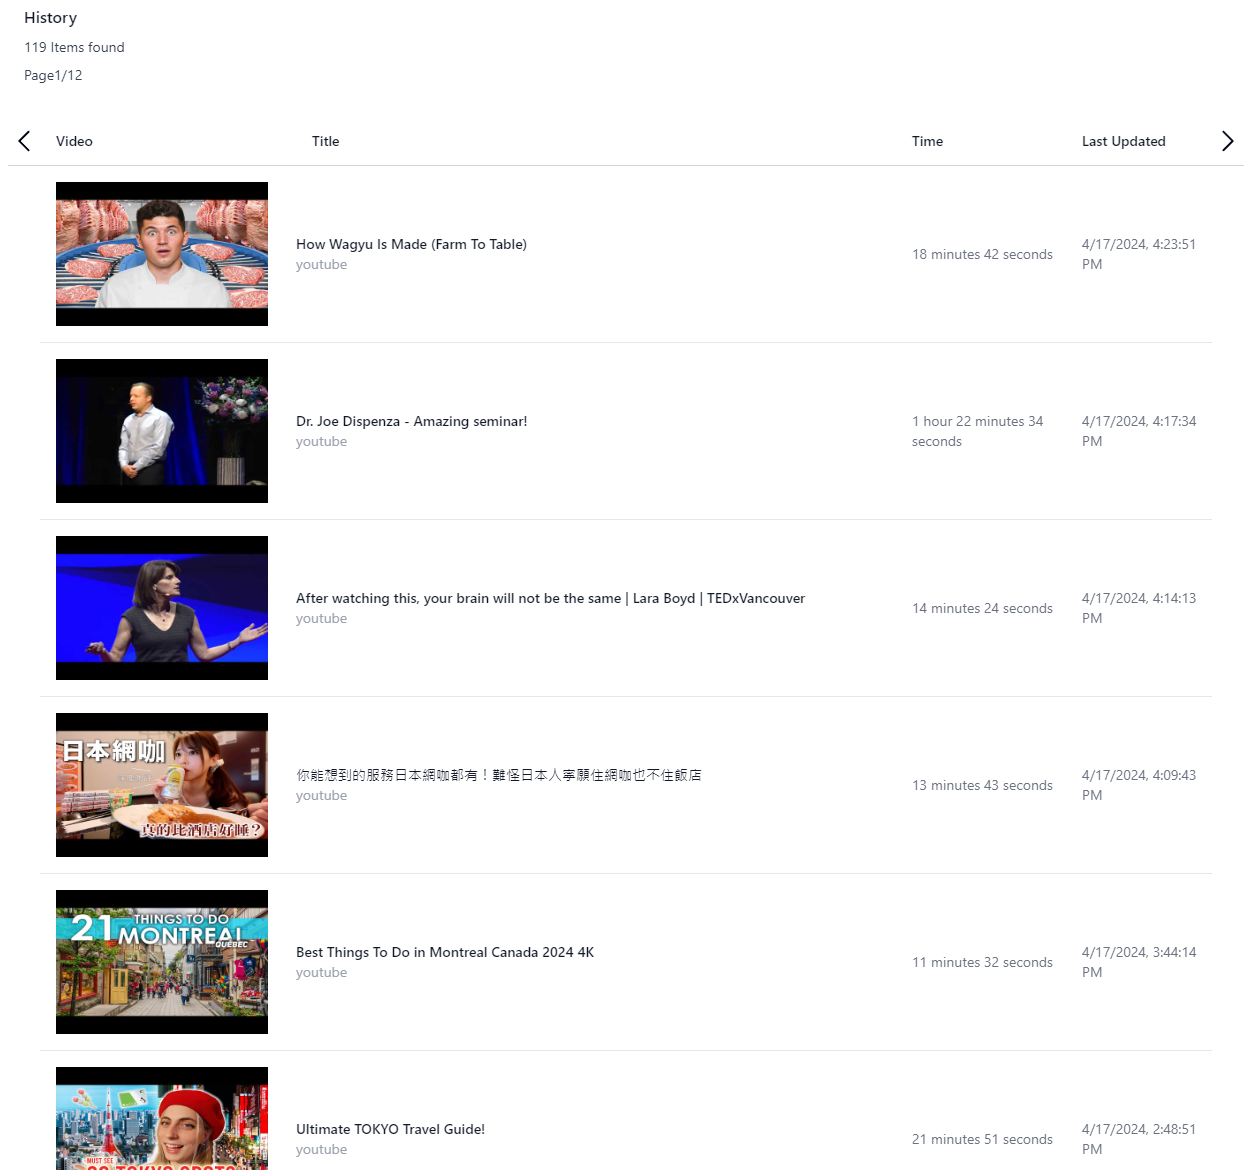 History
119 Items found
Page1/12
Video Title Time Last Updated
How Wagyu Is Made (Farm To Table)
youtube
18 minutes 42 seconds
4/17/2024, 4:23:51
PM
Dr. Joe Dispenza - Amazing seminar!
youtube
1 hour 22 minutes 34
seconds
4/17/2024, 4:17:34
PM
After watching this, your brain will not be the same | Lara Boyd | TEDxVancouver
youtube
14 minutes 24 seconds
4/17/2024, 4:14:13
PM
日本網咖
真的比酒店好睡？
你能想到的服務日本網咖都有！難怪日本人寧願住網咖也不住飯店
youtube
13 minutes 43 seconds
4/17/2024, 4:09:43
PM
21 THINGS TO DO
MONTREAL
QUÉBEC
Best Things To Do in Montreal Canada 2024 4K
youtube
11 minutes 32 seconds
4/17/2024, 3:44:14
PM
MUST SEE
Ultimate TOKYO Travel Guide!
youtube
21 minutes 51 seconds
4/17/2024, 2:48:51
PM